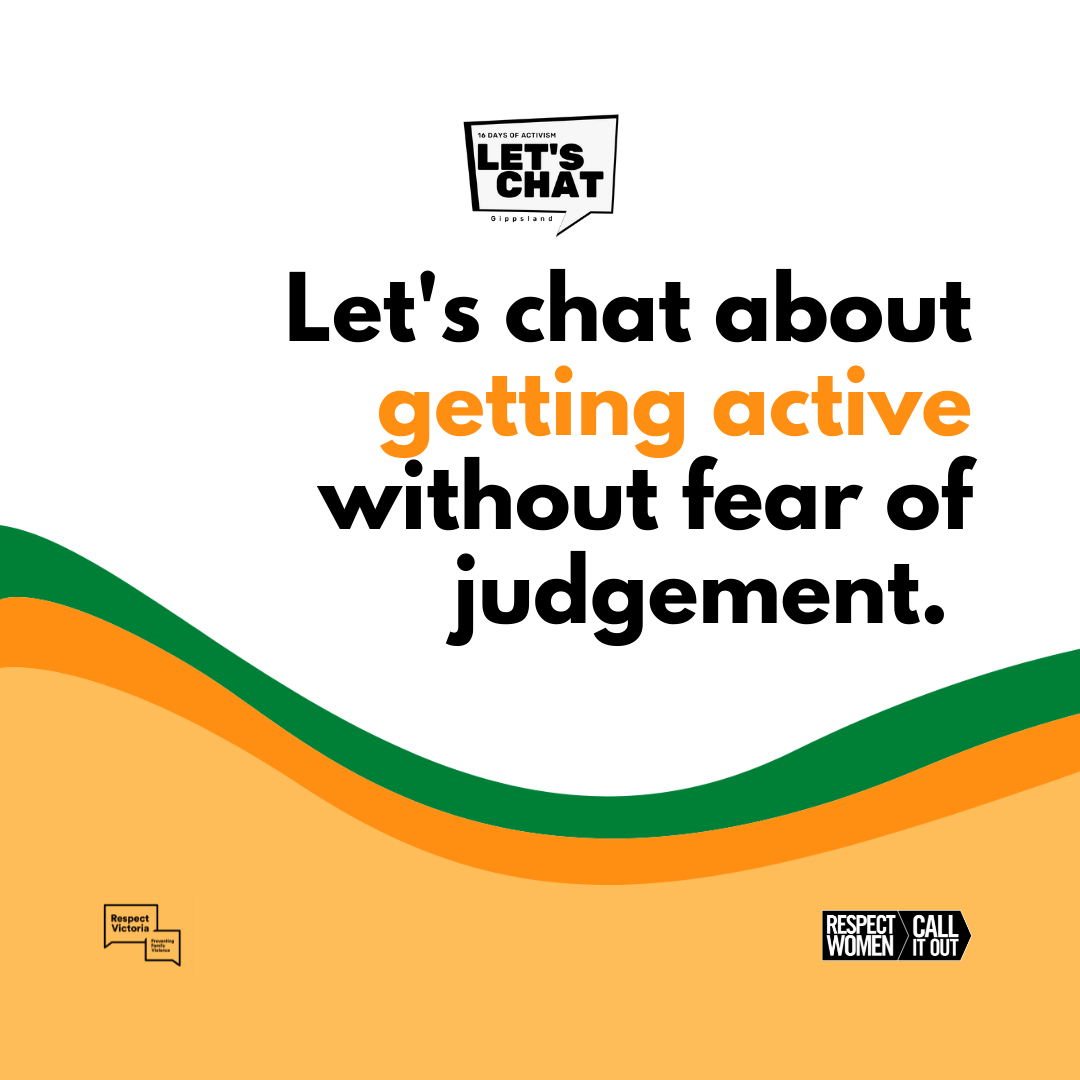 16 DAYS OF ACTIVISM
LET'S
CHAT
Gippsland
Let's chat about
getting active
without fear of
judgement.
Respect
Victoria
Preventing
Family
Violence
RESPECT
WOMEN
CALL
IT OUT